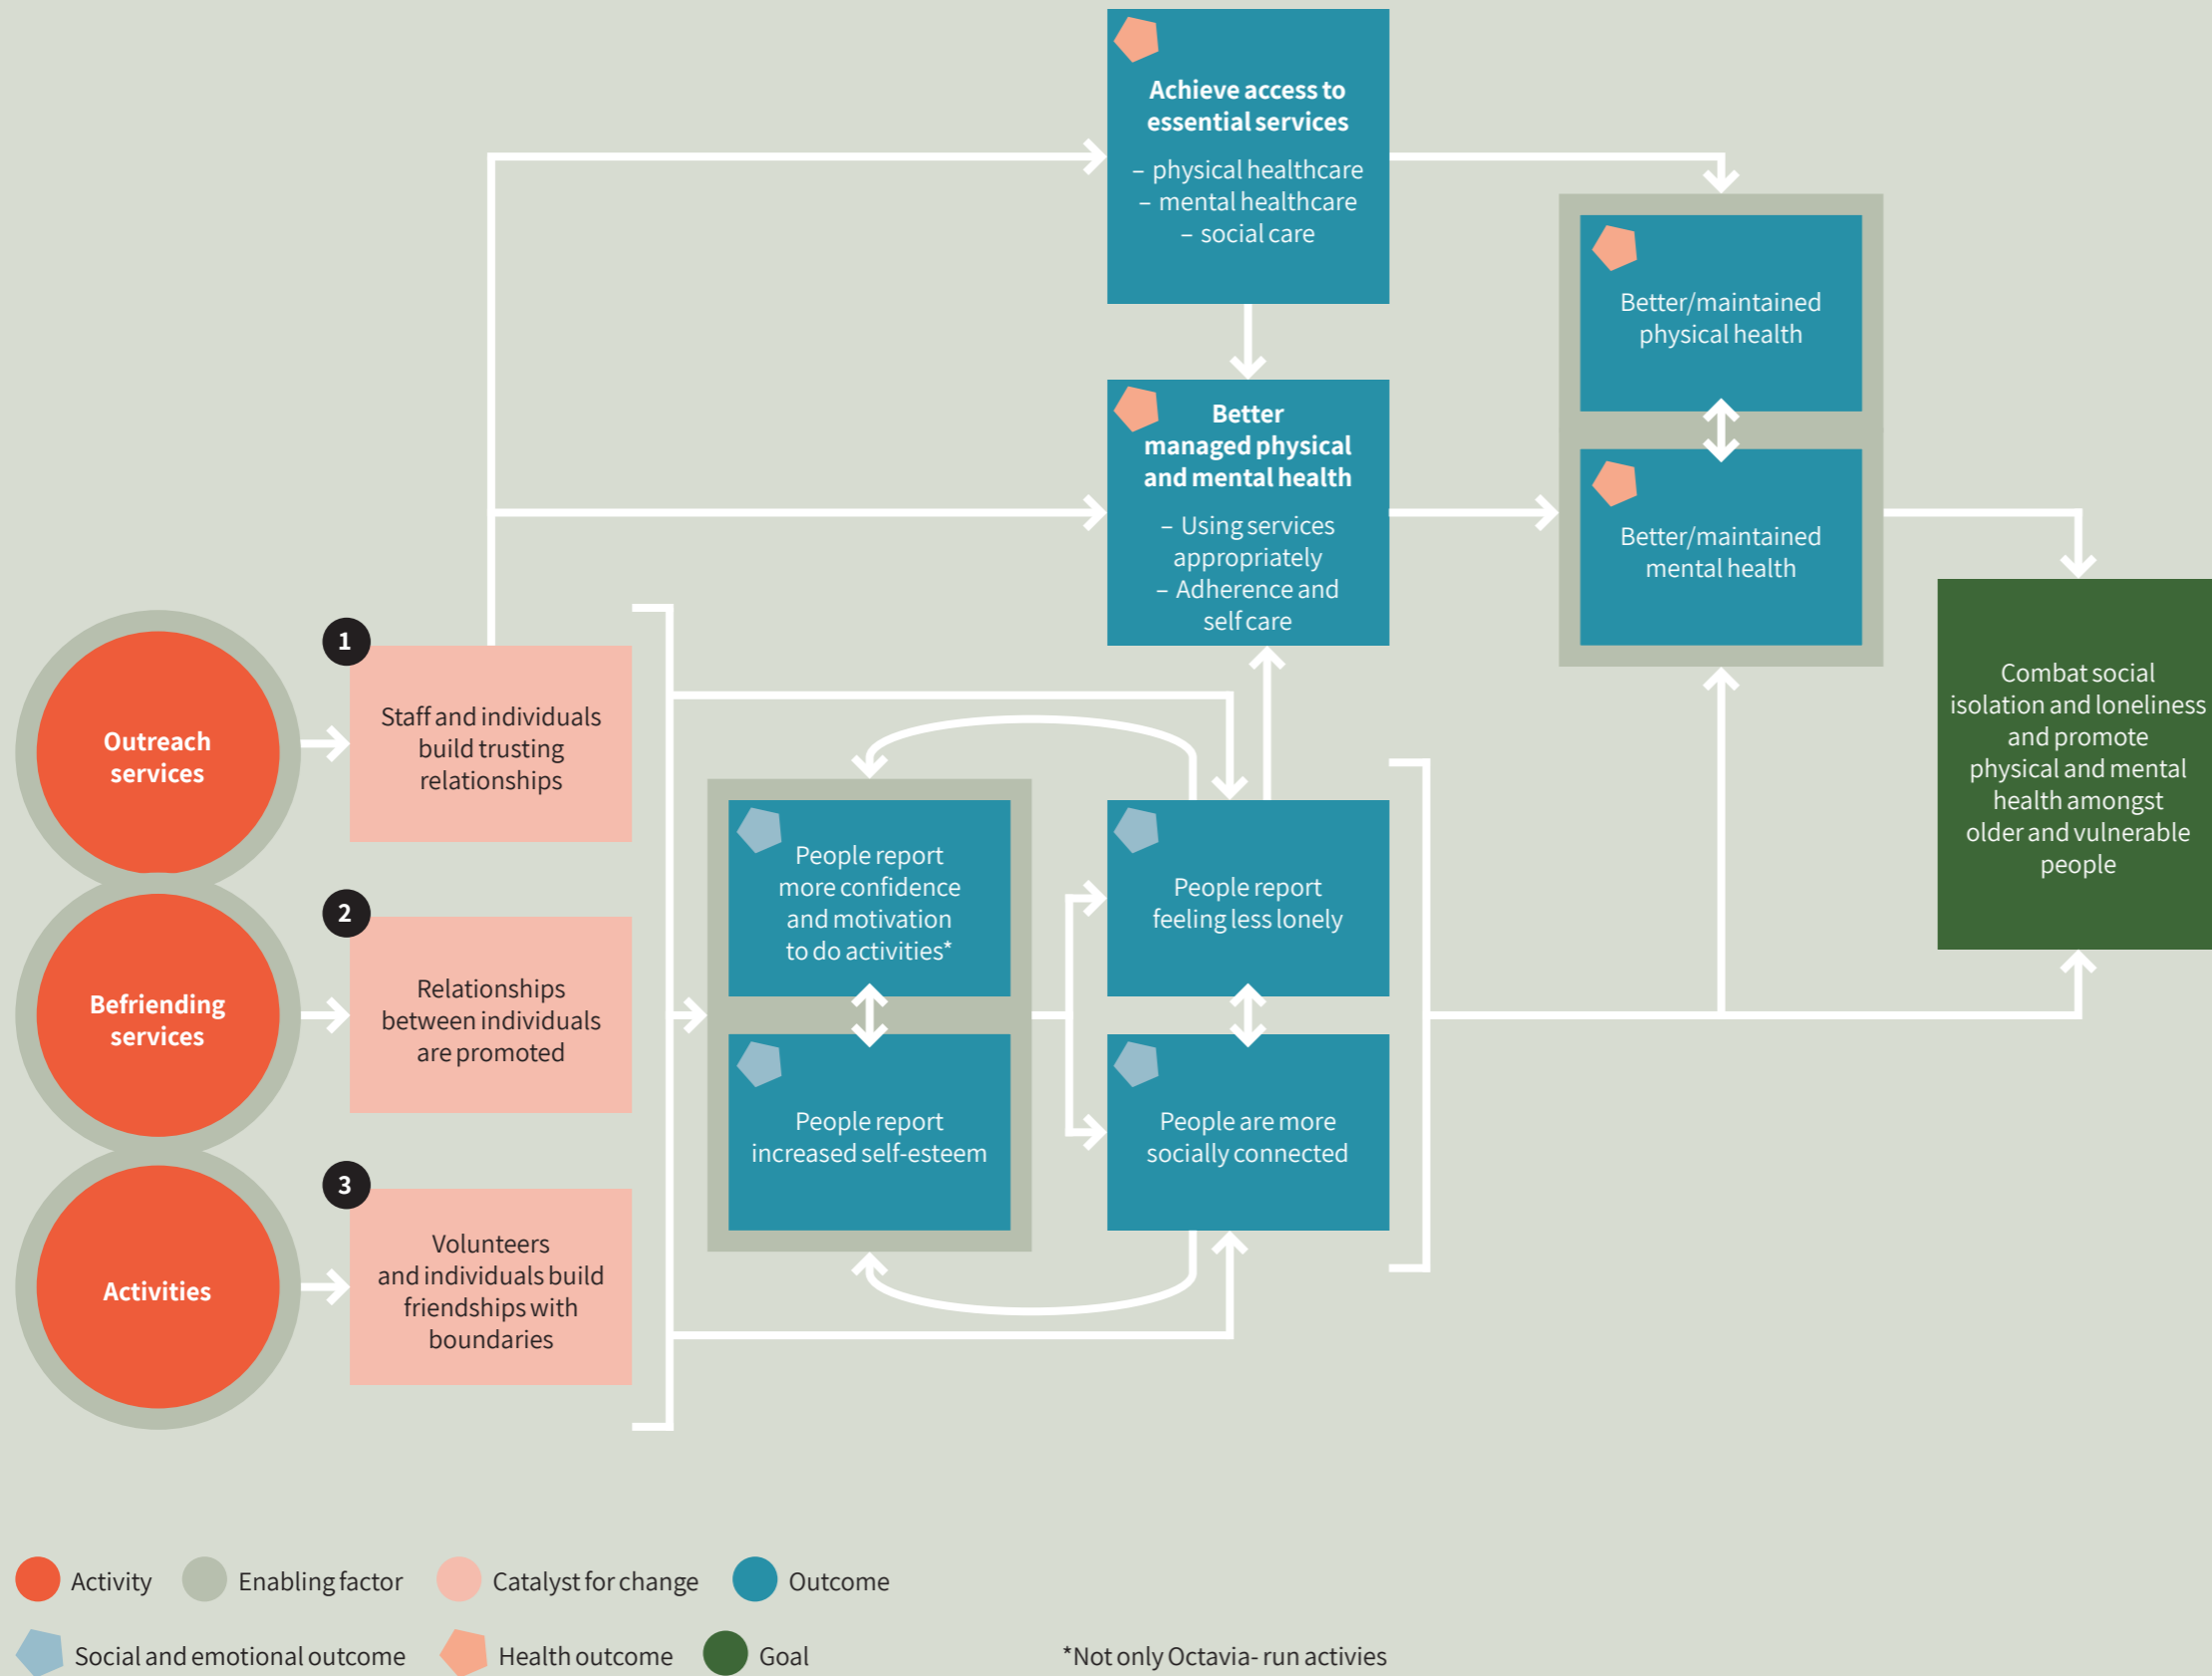 Achieve access to
essential services
– physical healthcare
– mental healthcare
– social care
Better
managed physical
and mental health
– Using services
appropriately
– Adherence and
self care
Better/maintained
physical health
Better/maintained
mental health
Combat social
isolation and loneliness
and promote
physical and mental
health amongst
older and vulnerable
people
Outreach
services
1
Staff and individuals
build trusting
relationships
Befriending
services
2
Relationships
between individuals
are promoted
Activities
3
Volunteers
and individuals build
friendships with
boundaries
People report
more confidence
and motivation
to do activities*
People report
increased self-esteem
People report
feeling less lonely
People are more
socially connected
Activity
Enabling factor
Catalyst for change
Outcome
Social and emotional outcome
Health outcome
Goal
*Not only Octavia- run activies